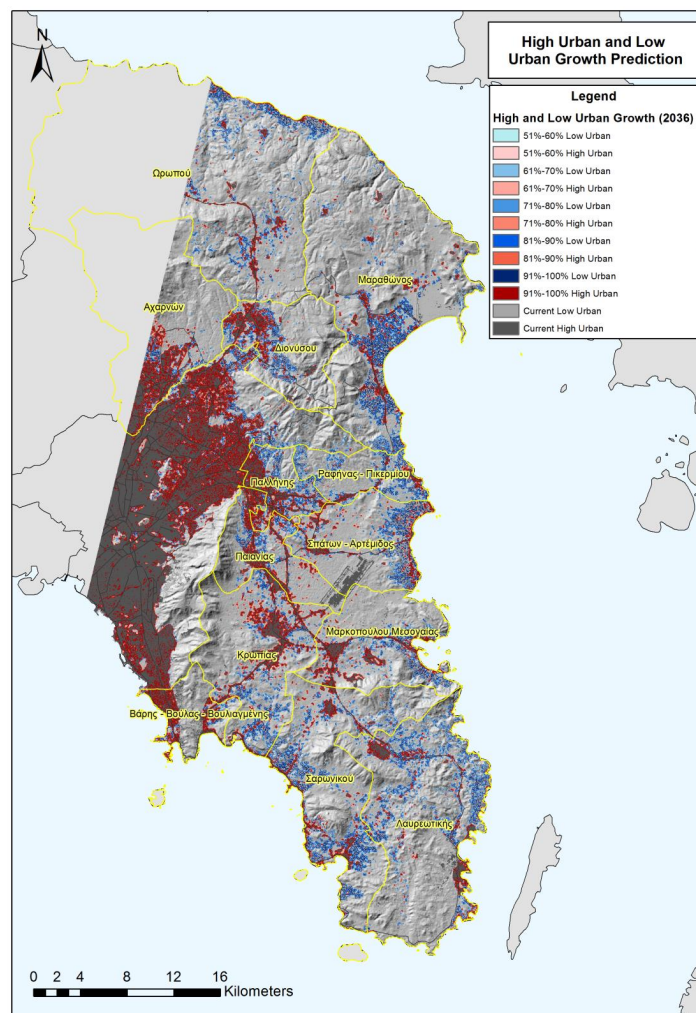 High Urban and Low
Urban Growth Prediction
N
Legend
High and Low Urban Growth (2036)
51%-60% Low Urban
51%-60% High Urban
61%-70% Low Urban
61%-70% High Urban
71%-80% Low Urban
71%-80% High Urban
81%-90% Low Urban
81%-90% High Urban
91%-100% Low Urban
91%-100% High Urban
Current Low Urban
Current High Urban
Ωρωπού
Μαραθώνος
Αχαρνών
Διονύσου
Ραφήνας - Πικερμίου
Παλλήνης
Σπάτων - Αρτέμιδος
Παιανίας
Μαρκοπούλου Μεσογαίας
Κρωπίας
Βάρης - Βούλας - Βουλιαγμένης
Σαρωνικού
Λαυρεωτικής
0 2 4 8 12 16
Kilometers